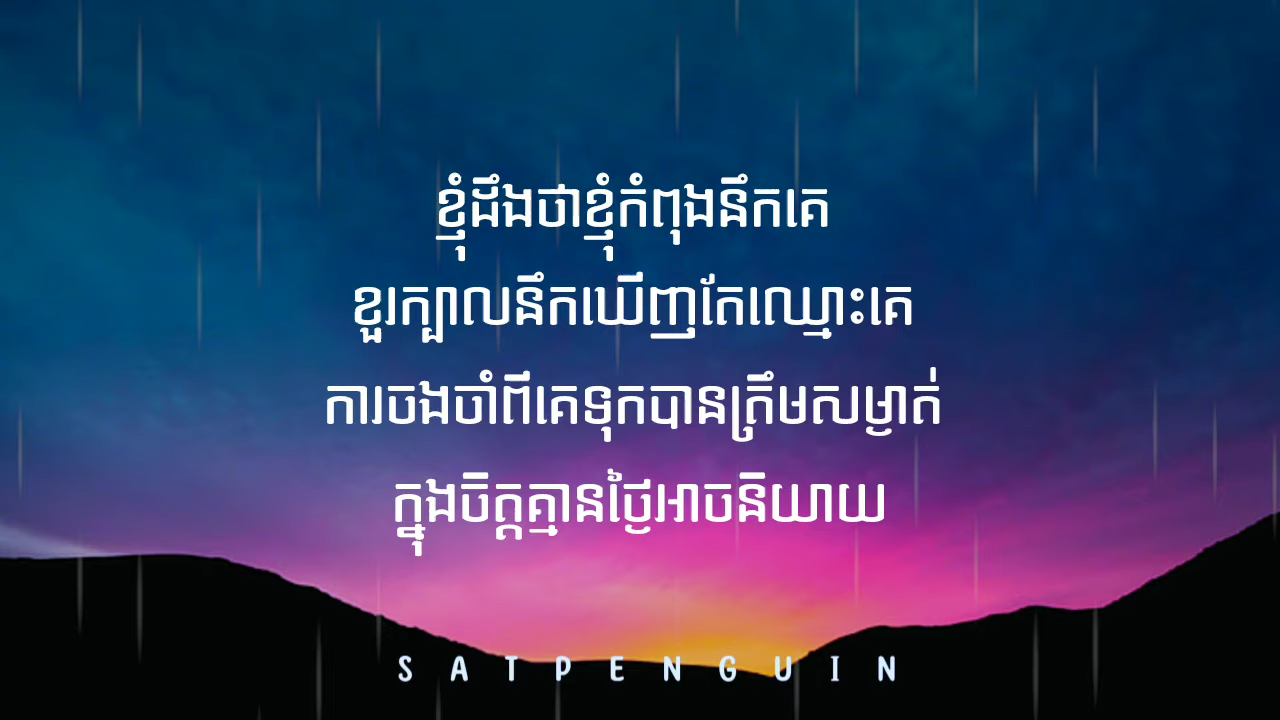 ខ្ញុំដឹងថាខ្ញុំកំពុងនឹកគេ
ខួរក្បាលនឹកឃើញតែឈ្មោះគេ
ការចងចាំពីគេទុកបានត្រឹមសម្ងាត់
ក្នុងចិត្តគ្មានថ្ងៃអាចនិយាយ
SATPENGUIN